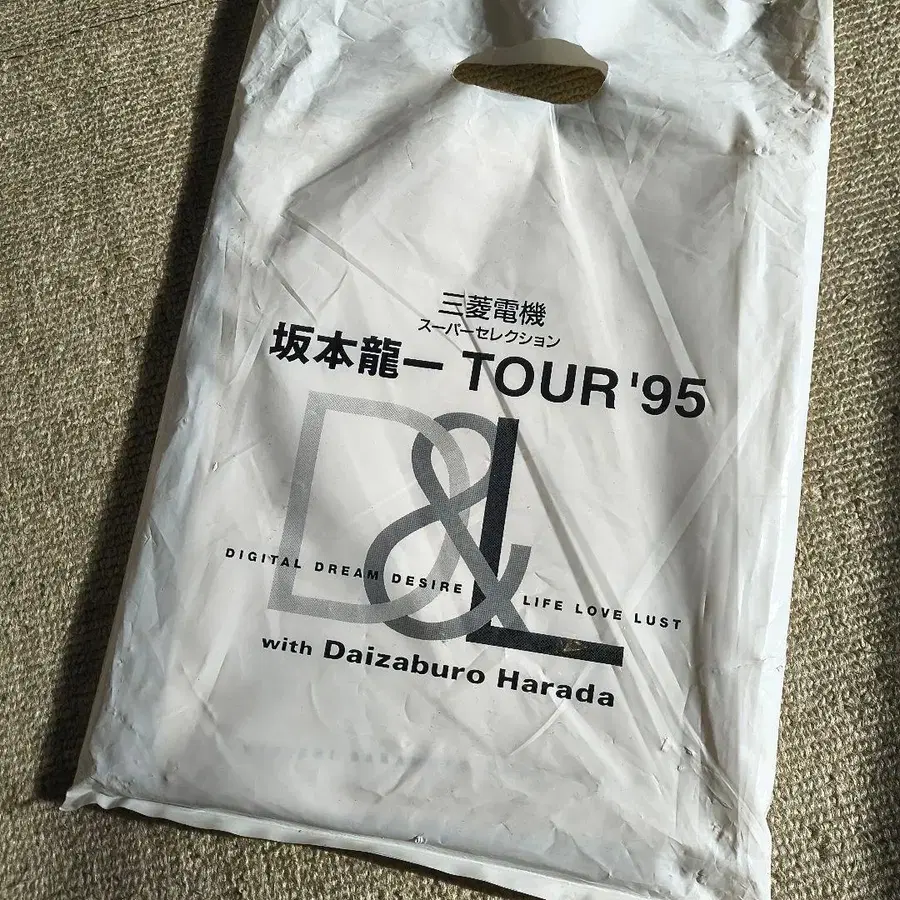 三菱電機
スーパーセレクション
坂本龍一 TOUR '95
D&L
DIGITAL DREAM DESIRE & LIFE LOVE LUST
with Daizaburo Harada